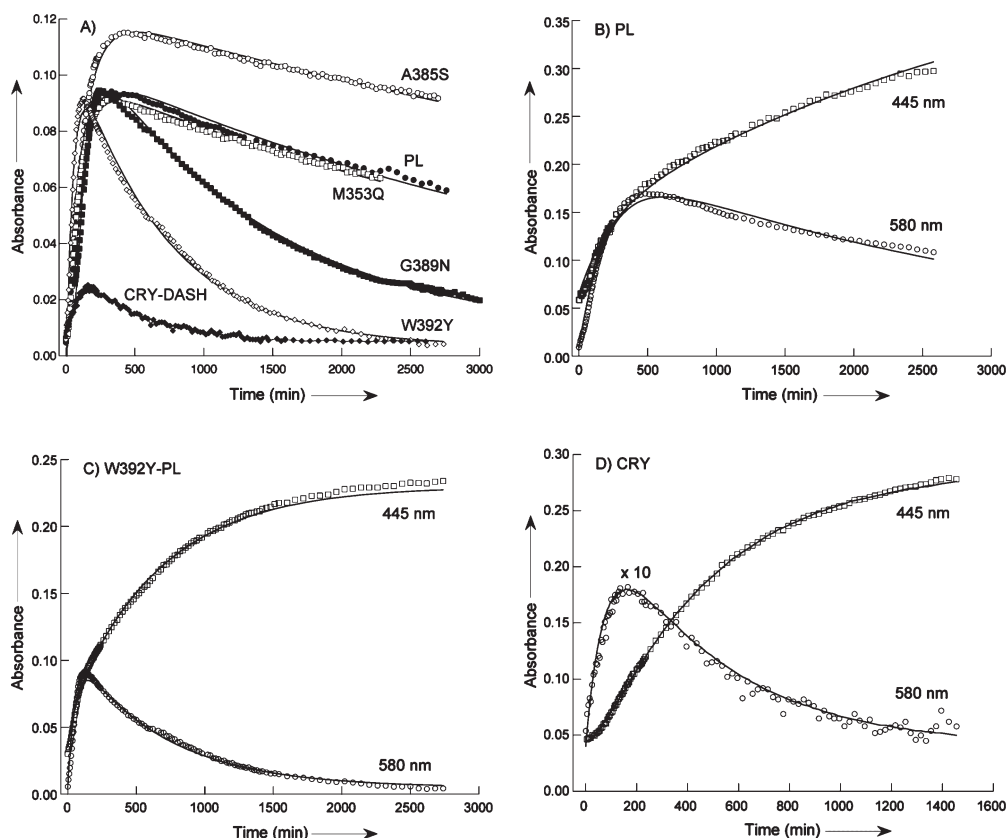 A)
0.12
0.10
0.08
0.06
0.04
0.02
0.00
Absorbance
A385S
PL
M353Q
G389N
W392Y
CRY-DASH
0 500 1000 1500 2000 2500 3000
Time (min)
B) PL
0.35
0.30
0.25
0.20
0.15
0.10
0.05
0.00
Absorbance
445 nm
580 nm
0 500 1000 1500 2000 2500 3000
Time (min)
C) W392Y-PL
0.25
0.20
0.15
0.10
0.05
0.00
Absorbance
445 nm
580 nm
0 500 1000 1500 2000 2500 3000
Time (min)
D) CRY
0.30
0.25
0.20
0.15
0.10
0.05
0.00
Absorbance
445 nm
x 10
580 nm
0 200 400 600 800 1000 1200 1400 1600
Time (min)